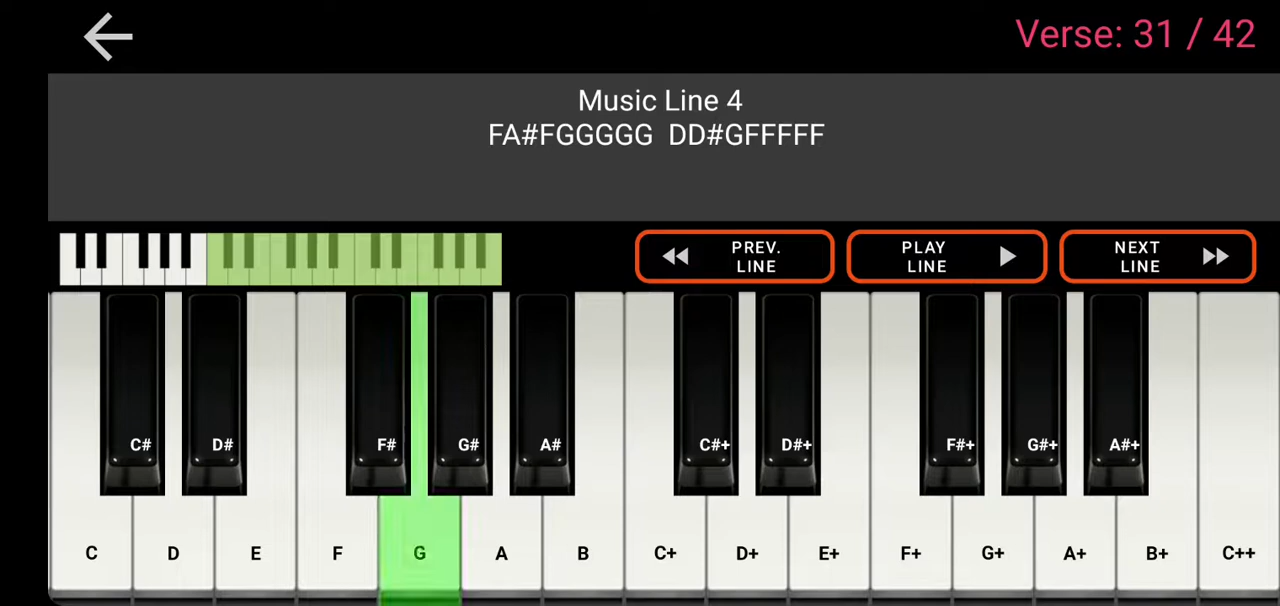 Verse: 31 / 42
Music Line 4
FA#FGGGGG DD#GFFFFF
PREV. LINE
PLAY LINE
NEXT LINE
C# D# F# G# A# C#+ D#+ F#+ G#+ A#+
C D E F G A B C+ D+ E+ F+ G+ A+ B+ C++